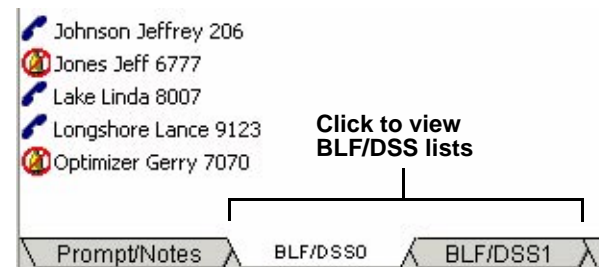 Johnson Jeffrey 206
Jones Jeff 6777
Lake Linda 8007
Longshore Lance 9123
Optimizer Gerry 7070
Click to view
BLF/DSS lists
Prompt/Notes BLF/DSS0 BLF/DSS1